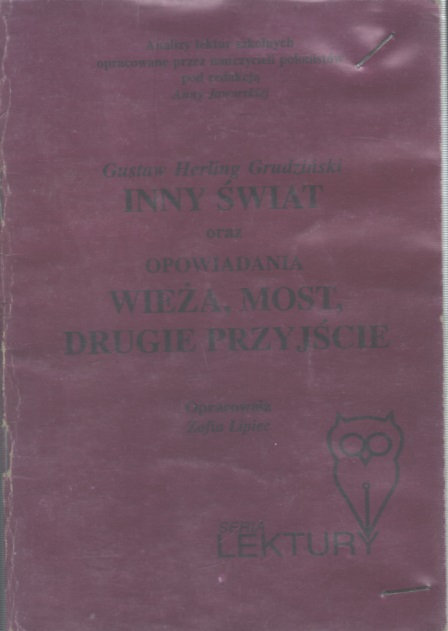 Analizy lektur szkolnych
opracowane przez nauczycieli polonistów
pod redakcją
Anny Jaworskiej
Gustaw Herling Grudziński
INNY ŚWIAT
oraz
OPOWIADANIA
WIEŻA, MOST,
DRUGIE PRZYJŚCIE
Opracowała
Zofia Lipiec
SERIA
LEKTURY